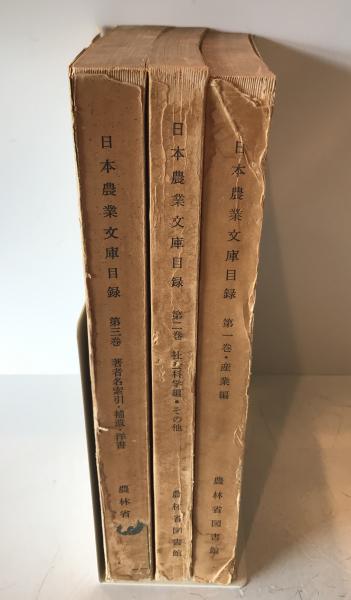 日本農業文庫目録 第一巻・産業編 農林省図書館
日本農業文庫目録 第二巻 社会科学編・その他 農林省図書館
日本農業文庫目録 第三巻 著者名索引・補遺・洋書 農林省